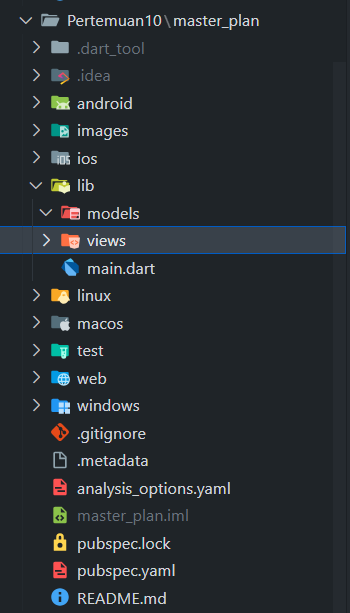 Pertemuan10\master_plan
.dart_tool
.idea
android
images
ios
lib
models
views
main.dart
linux
macos
test
web
windows
.gitignore
.metadata
analysis_options.yaml
master_plan.iml
pubspec.lock
pubspec.yaml
README.md